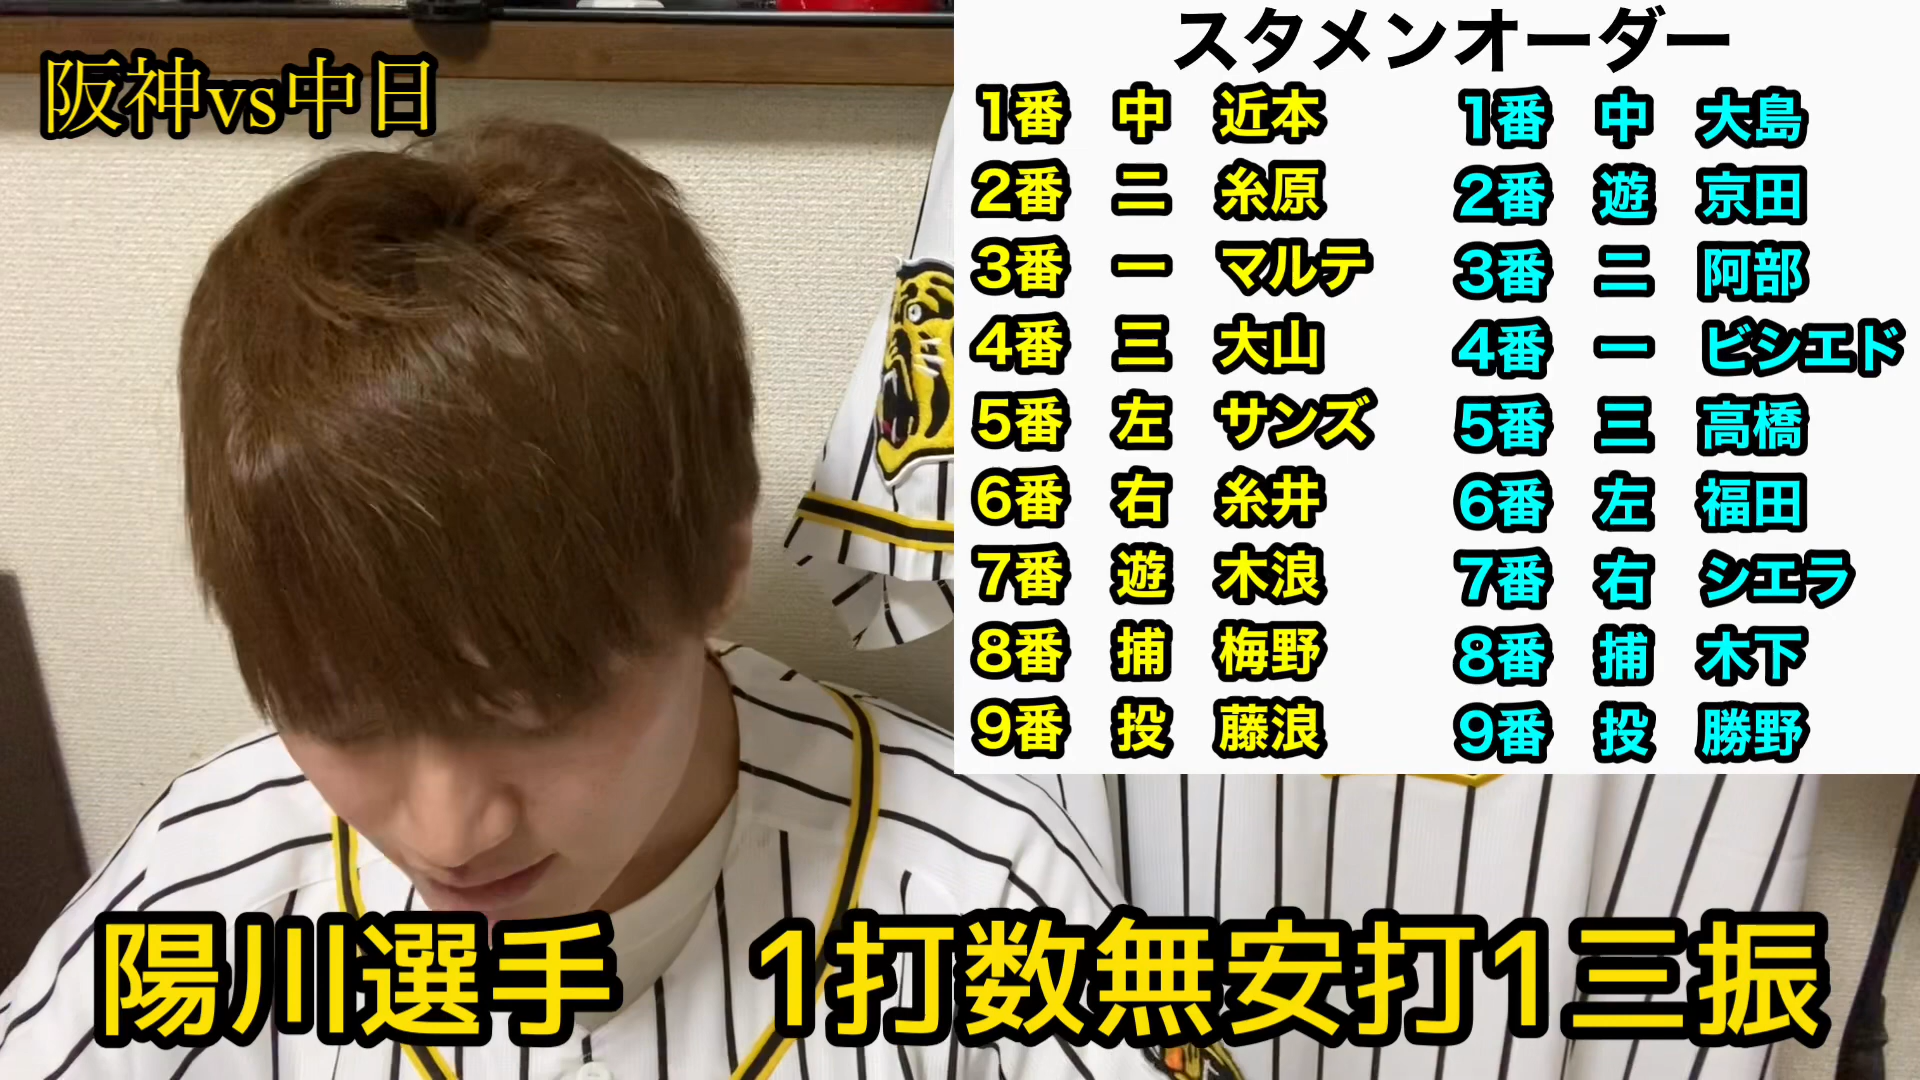 阪神vs中日
スタメンオーダー
1番 中 近本
2番 二 糸原
3番 一 マルテ
4番 三 大山
5番 左 サンズ
6番 右 糸井
7番 遊 木浪
8番 捕 梅野
9番 投 藤浪
1番 中 大島
2番 遊 京田
3番 二 阿部
4番 一 ビシエド
5番 三 高橋
6番 左 福田
7番 右 シエラ
8番 捕 木下
9番 投 勝野
陽川選手 1打数無安打1三振